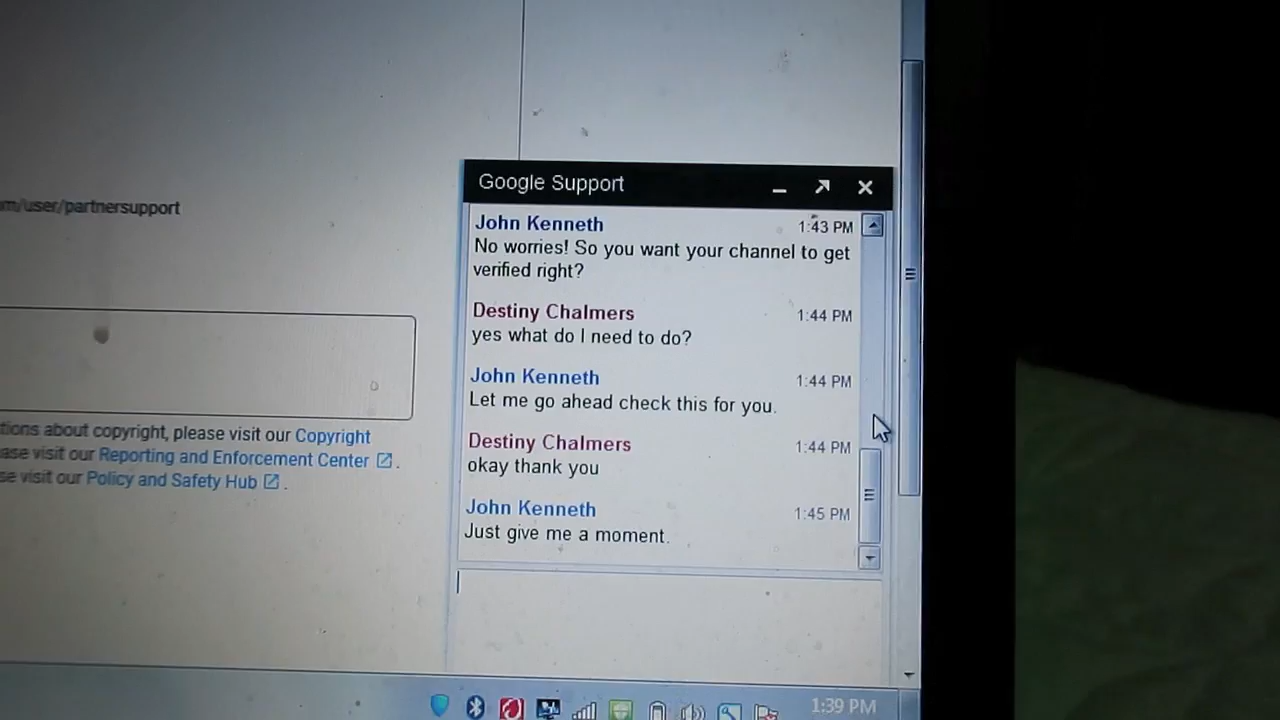 m/user/partnersupport
tions about copyright, please visit our Copyright
ase visit our Reporting and Enforcement Center .
se visit our Policy and Safety Hub .
Google Support
John Kenneth 1:43 PM
No worries! So you want your channel to get
verified right?
Destiny Chalmers 1:44 PM
yes what do I need to do?
John Kenneth 1:44 PM
Let me go ahead check this for you.
Destiny Chalmers 1:44 PM
okay thank you
John Kenneth 1:45 PM
Just give me a moment.
1:39 PM